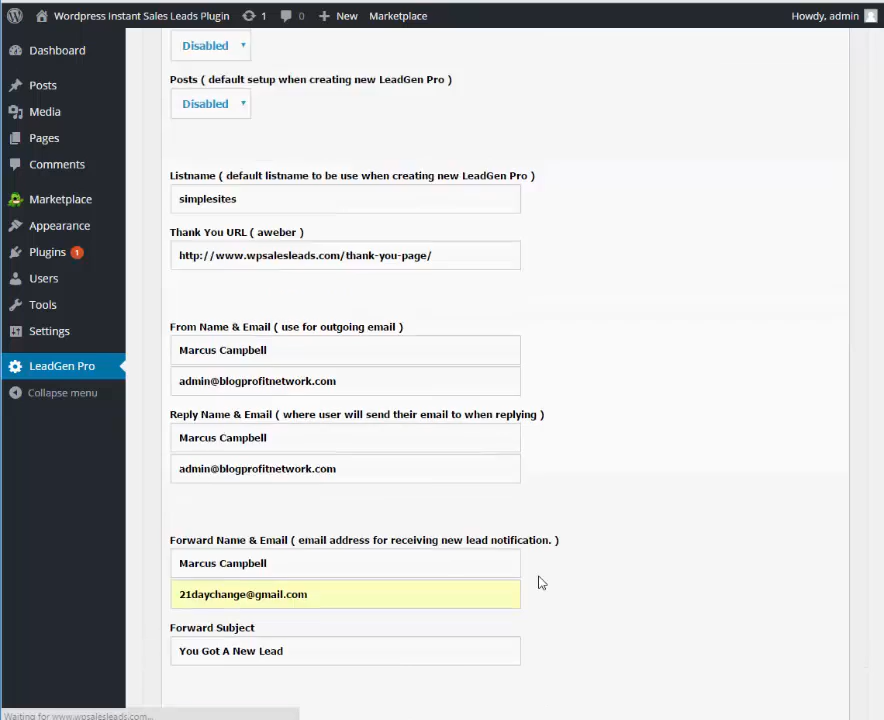 Wordpress Instant Sales Leads Plugin 1 0 New Marketplace Howdy, admin
Dashboard
Posts
Media
Pages
Comments
Marketplace
Appearance
Plugins 1
Users
Tools
Settings
LeadGen Pro
Collapse menu
Disabled
Posts ( default setup when creating new LeadGen Pro )
Disabled
Listname ( default listname to be use when creating new LeadGen Pro )
simplesites
Thank You URL ( aweber )
http://www.wpsalesleads.com/thank-you-page/
From Name & Email ( use for outgoing email )
Marcus Campbell
admin@blogprofitnetwork.com
Reply Name & Email ( where user will send their email to when replying )
Marcus Campbell
admin@blogprofitnetwork.com
Forward Name & Email ( email address for receiving new lead notification. )
Marcus Campbell
21daychange@gmail.com
Forward Subject
You Got A New Lead
Waiting for www.wpsalesleads.com...